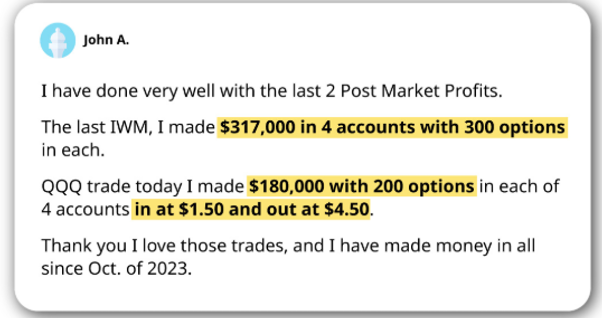 John A.
I have done very well with the last 2 Post Market Profits.
The last IWM, I made $317,000 in 4 accounts with 300 options
in each.
QQQ trade today I made $180,000 with 200 options in each of
4 accounts in at $1.50 and out at $4.50.
Thank you I love those trades, and I have made money in all
since Oct. of 2023.